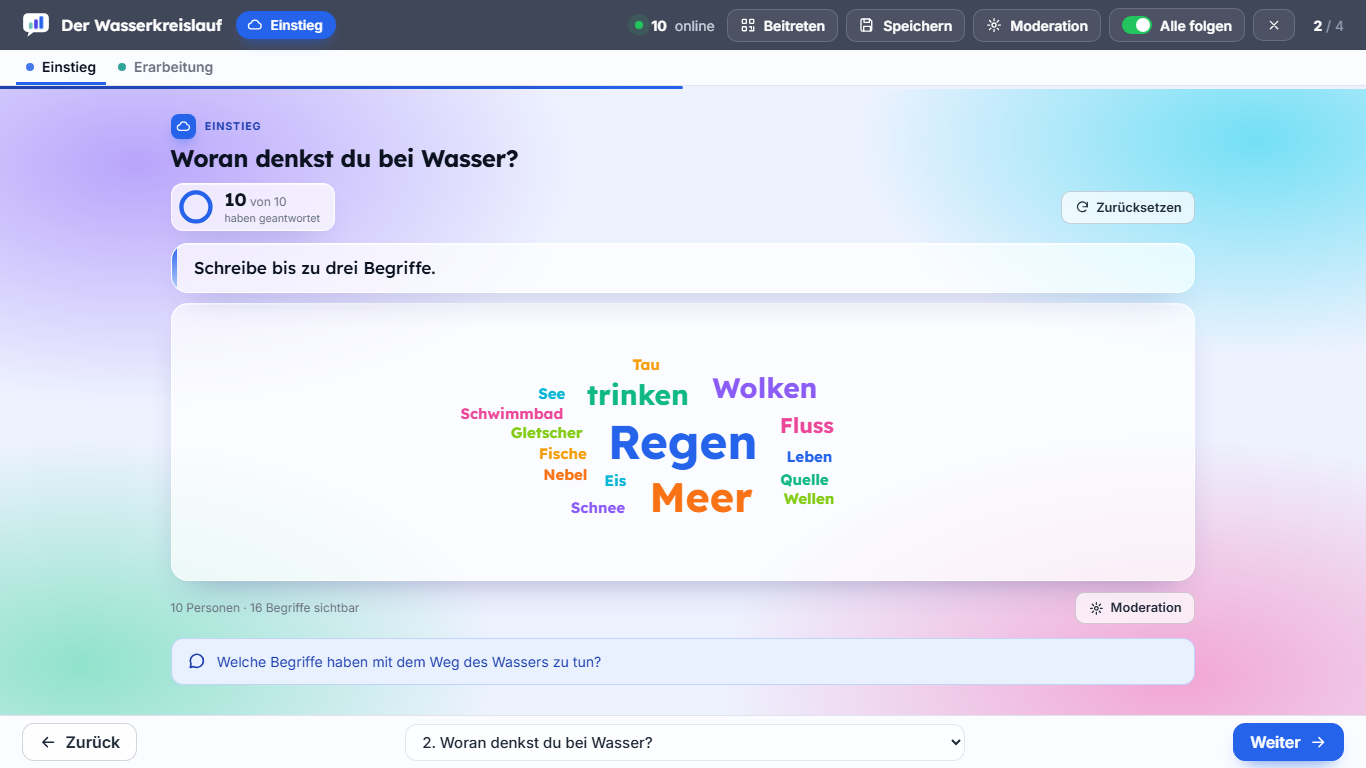 Der Wasserkreislauf Einstieg 10 online Beitreten Speichern Moderation Alle folgen 2 / 4
Einstieg Erarbeitung
EINSTIEG
Woran denkst du bei Wasser?
10 von 10
haben geantwortet
Zurücksetzen
Schreibe bis zu drei Begriffe.
Tau
Wolken
See
trinken
Schwimmbad
Fluss
Gletscher
Regen
Fische
Leben
Nebel
Eis
Quelle
Meer
Wellen
Schnee
10 Personen · 16 Begriffe sichtbar
Moderation
Welche Begriffe haben mit dem Weg des Wassers zu tun?
Zurück 2. Woran denkst du bei Wasser? Weiter